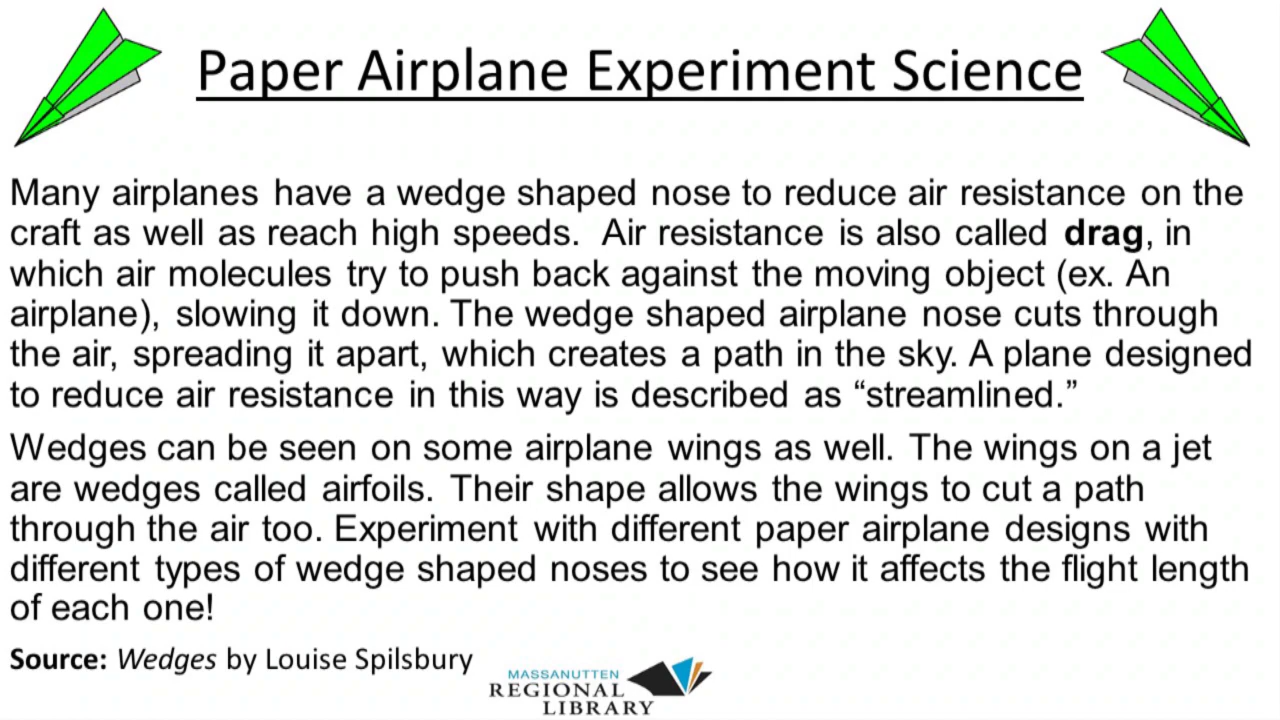 Paper Airplane Experiment Science
Many airplanes have a wedge shaped nose to reduce air resistance on the
craft as well as reach high speeds.  Air resistance is also called drag, in
which air molecules try to push back against the moving object (ex. An
airplane), slowing it down. The wedge shaped airplane nose cuts through
the air, spreading it apart, which creates a path in the sky. A plane designed
to reduce air resistance in this way is described as “streamlined.”
Wedges can be seen on some airplane wings as well.  The wings on a jet
are wedges called airfoils.  Their shape allows the wings to cut a path
through the air too. Experiment with different paper airplane designs with
different types of wedge shaped noses to see how it affects the flight length
of each one!
Source: Wedges by Louise Spilsbury
MASSANUTTEN
REGIONAL
LIBRARY